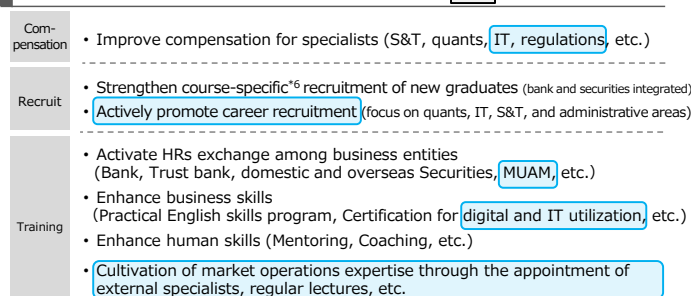 Com-
pensation
• Improve compensation for specialists (S&T, quants, IT, regulations, etc.)
Recruit
• Strengthen course-specific*6 recruitment of new graduates (bank and securities integrated)
• Actively promote career recruitment (focus on quants, IT, S&T, and administrative areas)
Training
• Activate HRs exchange among business entities
(Bank, Trust bank, domestic and overseas Securities, MUAM, etc.)
• Enhance business skills
(Practical English skills program, Certification for digital and IT utilization, etc.)
• Enhance human skills (Mentoring, Coaching, etc.)
• Cultivation of market operations expertise through the appointment of
external specialists, regular lectures, etc.